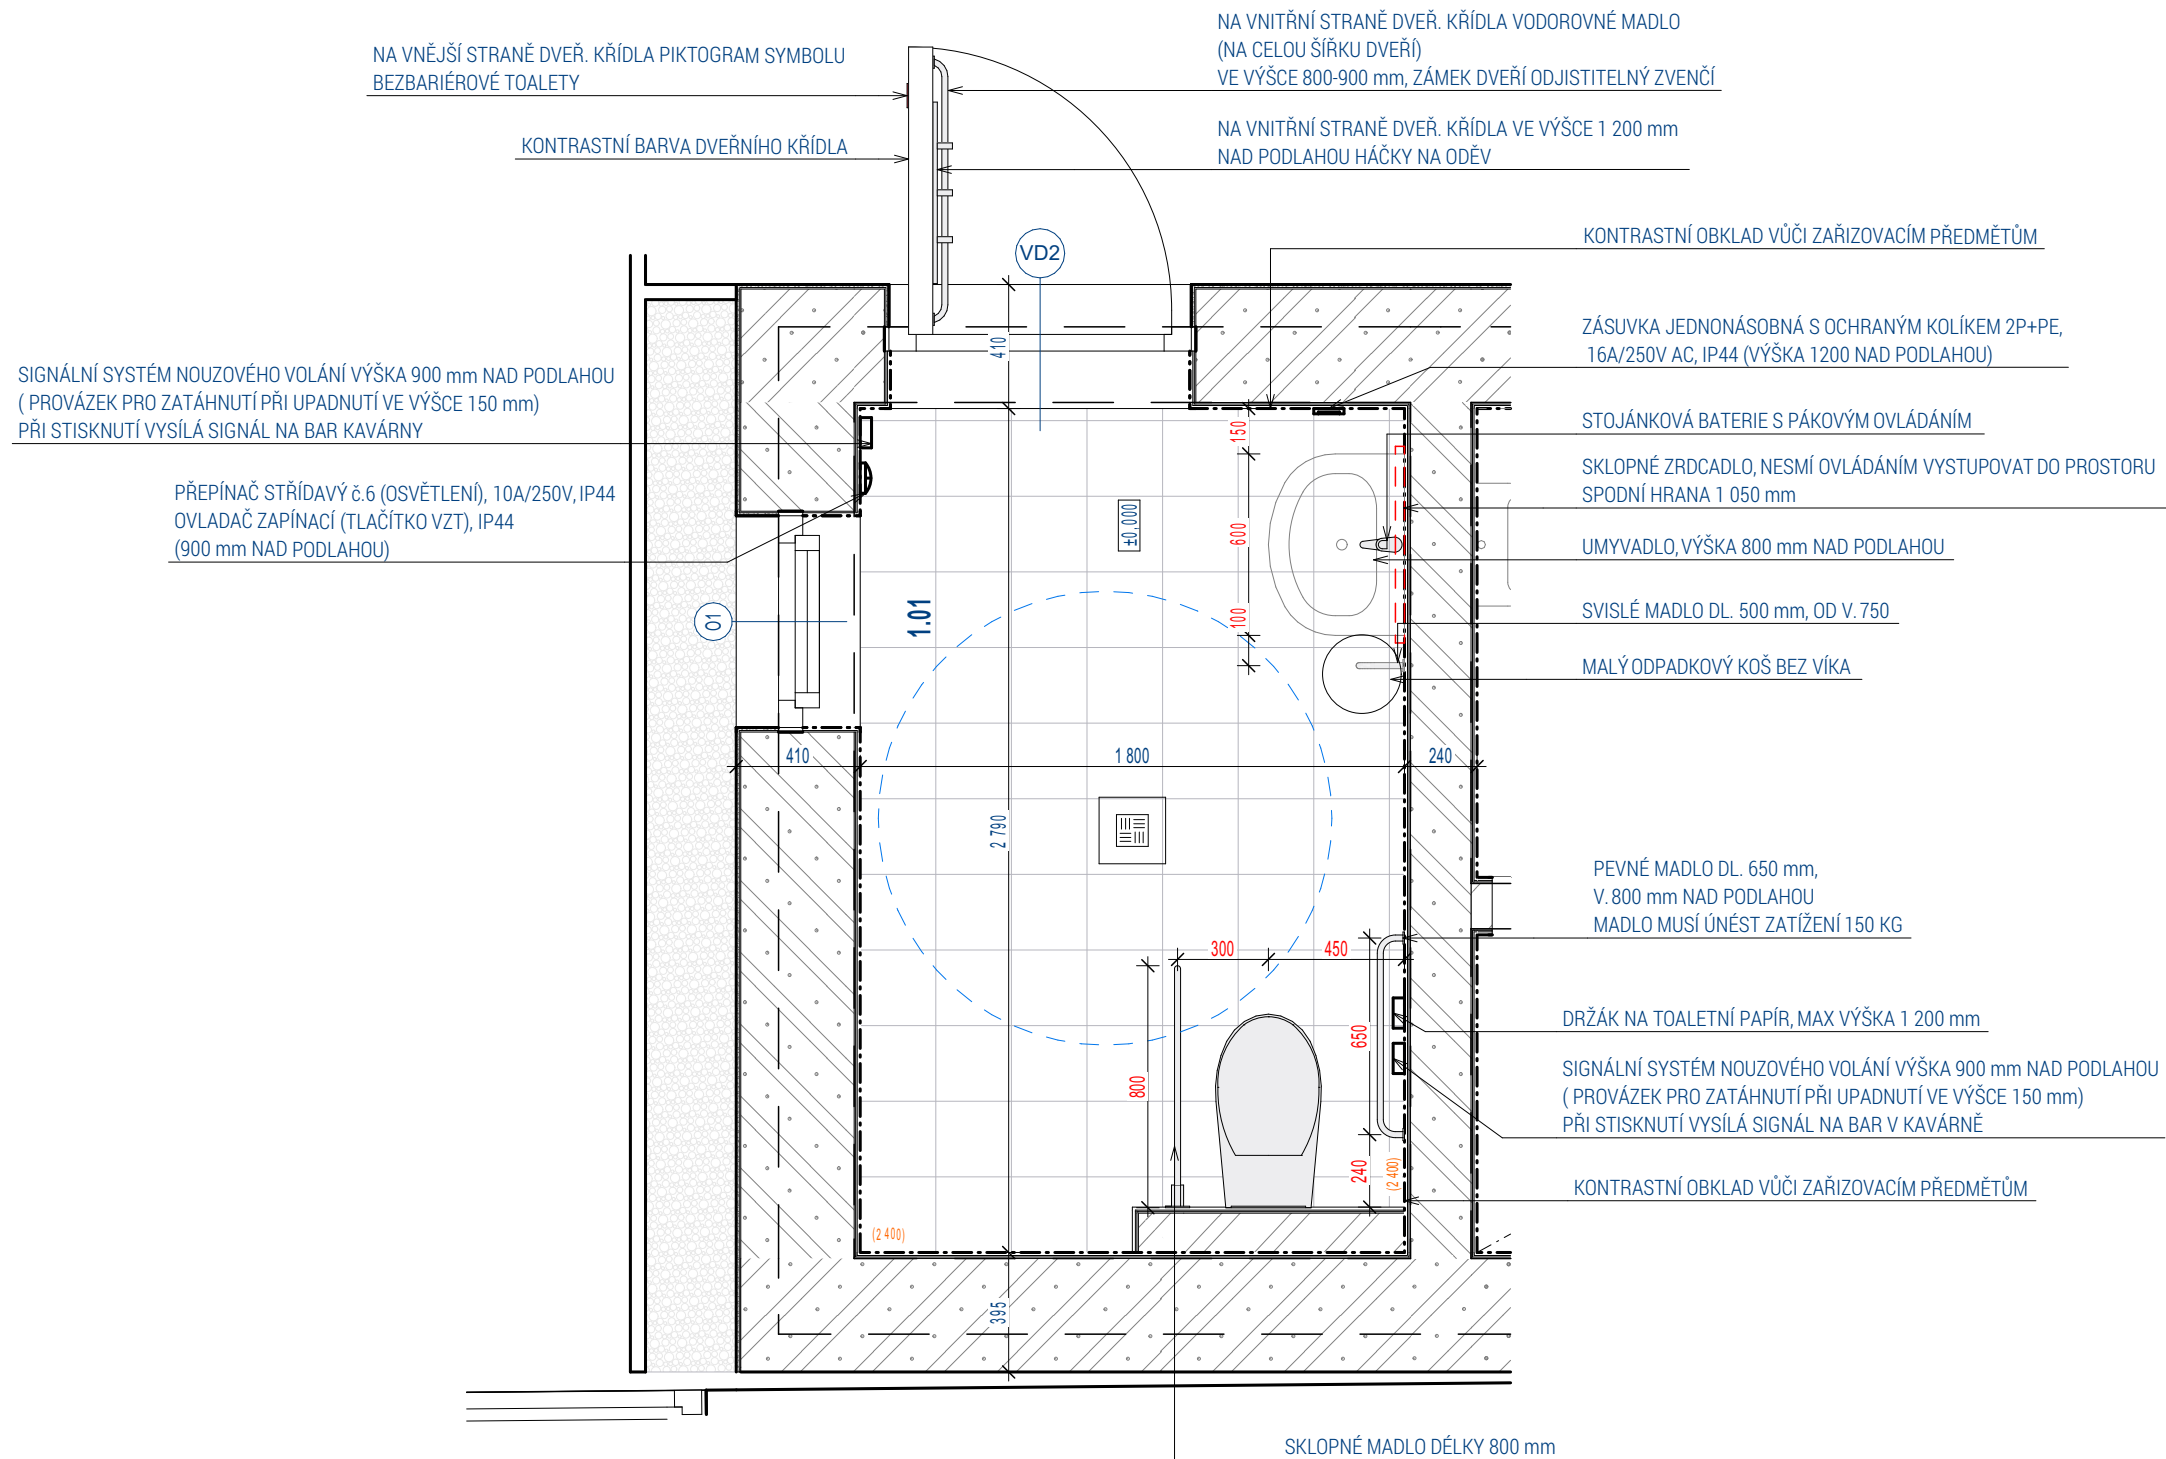 NA VNĚJŠÍ STRANĚ DVEŘ. KŘÍDLA PIKTOGRAM SYMBOLU
BEZBARIÉROVÉ TOALETY
KONTRASTNÍ BARVA DVEŘNÍHO KŘÍDLA
NA VNITŘNÍ STRANĚ DVEŘ. KŘÍDLA VODOROVNÉ MADLO
(NA CELOU ŠÍŘKU DVEŘÍ)
VE VÝŠCE 800-900 mm, ZÁMEK DVEŘÍ ODJISTITELNÝ ZVENČÍ
NA VNITŘNÍ STRANĚ DVEŘ. KŘÍDLA VE VÝŠCE 1 200 mm
NAD PODLAHOU HÁČKY NA ODĚV
VD2
KONTRASTNÍ OBKLAD VŮČI ZAŘIZOVACÍM PŘEDMĚTŮM
ZÁSUVKA JEDNONÁSOBNÁ S OCHRANÝM KOLÍKEM 2P+PE,
16A/250V AC, IP44 (VÝŠKA 1200 NAD PODLAHOU)
SIGNÁLNÍ SYSTÉM NOUZOVÉHO VOLÁNÍ VÝŠKA 900 mm NAD PODLAHOU
( PROVÁZEK PRO ZATÁHNUTÍ PŘI UPADNUTÍ VE VÝŠCE 150 mm)
PŘI STISKNUTÍ VYSÍLÁ SIGNÁL NA BAR KAVÁRNY
STOJÁNKOVÁ BATERIE S PÁKOVÝM OVLÁDÁNÍM
SKLOPNÉ ZRDCADLO, NESMÍ OVLÁDÁNÍM VYSTUPOVAT DO PROSTORU
SPODNÍ HRANA 1 050 mm
PŘEPÍNAČ STŘÍDAVÝ č.6 (OSVĚTLENÍ), 10A/250V, IP44
OVLADAČ ZAPÍNACÍ (TLAČÍTKO VZT), IP44
(900 mm NAD PODLAHOU)
UMYVADLO, VÝŠKA 800 mm NAD PODLAHOU
SVISLÉ MADLO DL. 500 mm, OD V. 750
MALÝ ODPADKOVÝ KOŠ BEZ VÍKA
410
150
600
100
±0,000
1.01
01
410
1 800
240
2 790
PEVNÉ MADLO DL. 650 mm,
V. 800 mm NAD PODLAHOU
MADLO MUSÍ ÚNÉST ZATÍŽENÍ 150 KG
300
450
800
650
240
(2 400)
(2 400)
395
DRŽÁK NA TOALETNÍ PAPÍR, MAX VÝŠKA 1 200 mm
SIGNÁLNÍ SYSTÉM NOUZOVÉHO VOLÁNÍ VÝŠKA 900 mm NAD PODLAHOU
( PROVÁZEK PRO ZATÁHNUTÍ PŘI UPADNUTÍ VE VÝŠCE 150 mm)
PŘI STISKNUTÍ VYSÍLÁ SIGNÁL NA BAR V KAVÁRNĚ
KONTRASTNÍ OBKLAD VŮČI ZAŘIZOVACÍM PŘEDMĚTŮM
SKLOPNÉ MADLO DÉLKY 800 mm